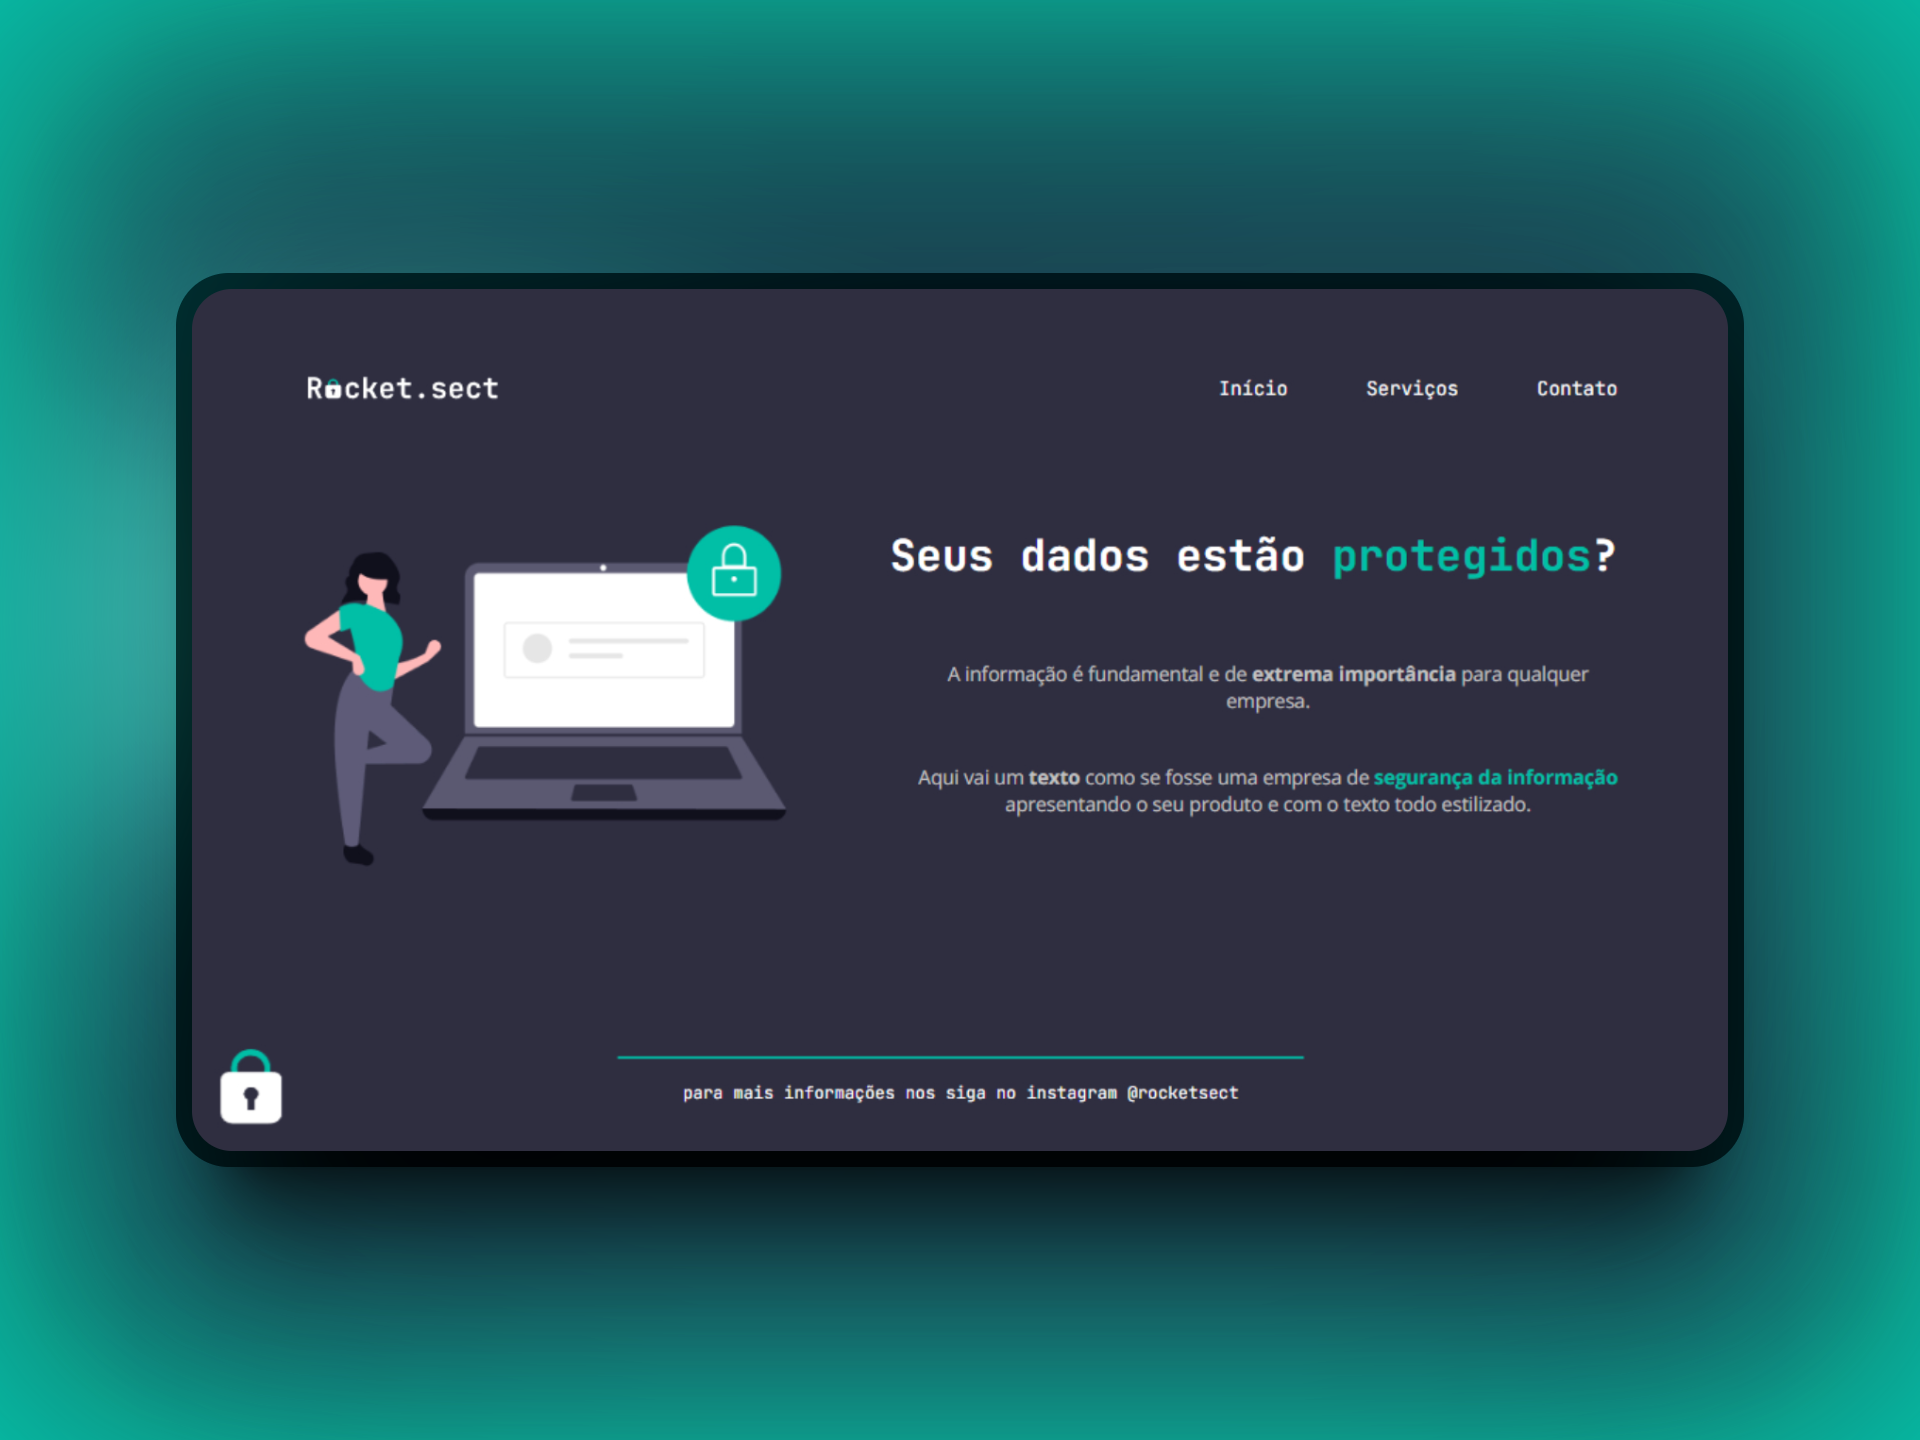 Rocket.sect
Início Serviços Contato
Seus dados estão protegidos?
A informação é fundamental e de extrema importância para qualquer
empresa.
Aqui vai um texto como se fosse uma empresa de segurança da informação
apresentando o seu produto e com o texto todo estilizado.
para mais informações nos siga no instagram @rocketsect